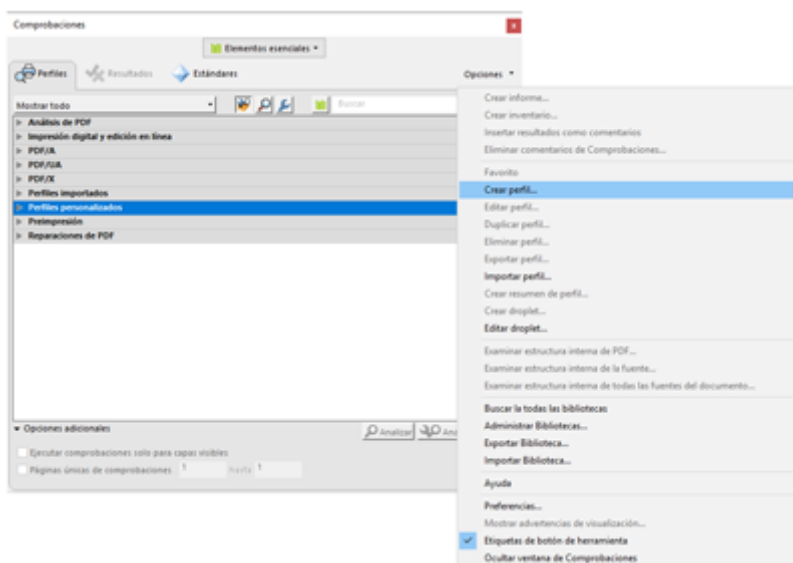 Comprobaciones
Elementos esenciales
Perfiles
Resultados
Estándares
Opciones
Mostrar todo
Buscar
Análisis de PDF
Impresión digital y edición en línea
PDF/A
PDF/UA
PDF/X
Perfiles importados
Perfiles personalizados
Preimpresión
Reparaciones de PDF
Opciones adicionales
Analizar
Ejecutar comprobaciones solo para capas visibles
Páginas únicas de comprobaciones 1 hasta 1
Crear informe...
Crear inventario...
Insertar resultados como comentarios
Eliminar comentarios de Comprobaciones...
Favorito
Crear perfil...
Editar perfil...
Duplicar perfil...
Eliminar perfil...
Exportar perfil...
Importar perfil...
Crear resumen de perfil...
Crear droplet...
Editar droplet...
Examinar estructura interna de PDF...
Examinar estructura interna de la fuente...
Examinar estructura interna de todas las fuentes del documento...
Buscar la todas las bibliotecas
Administrar Bibliotecas...
Exportar Biblioteca...
Importar Biblioteca...
Ayuda
Preferencias...
Mostrar advertencias de visualización...
Etiquetas de botón de herramienta
Ocultar ventana de Comprobaciones